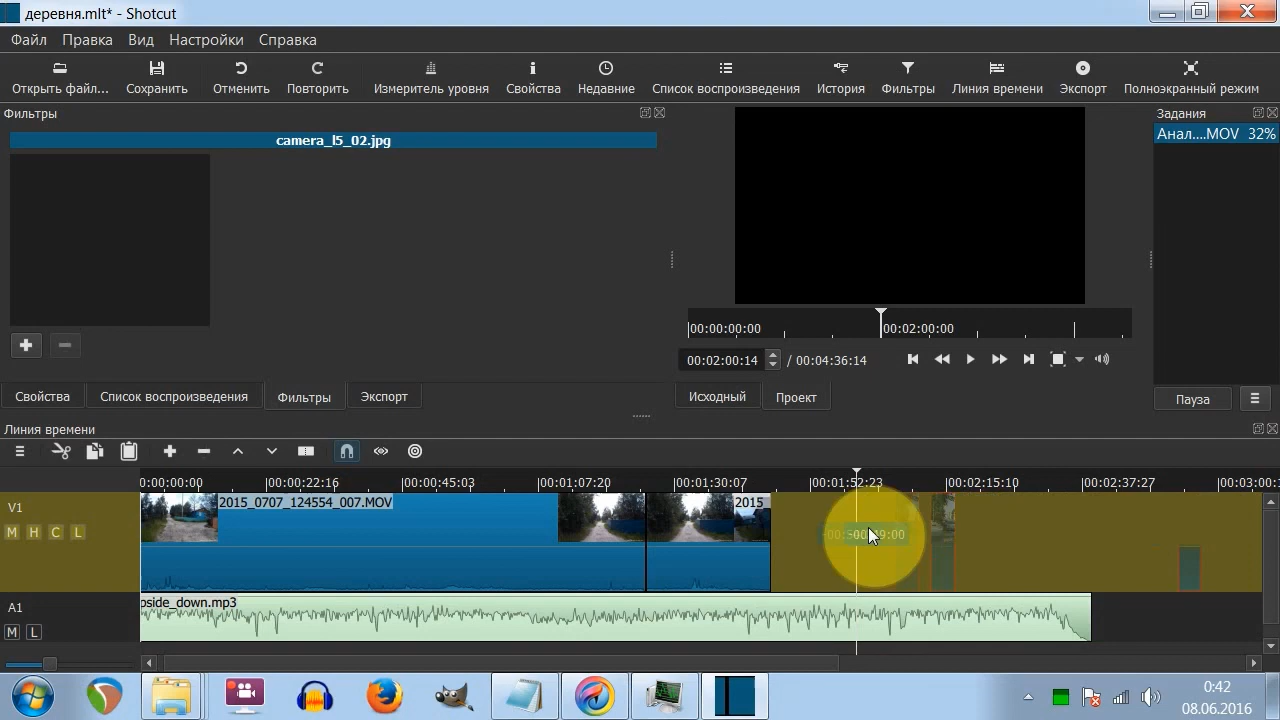 деревня.mlt* - Shotcut
Файл Правка Вид Настройки Справка
Открыть файл... Сохранить Отменить Повторить Измеритель уровня Свойства Недавние Список воспроизведения История Фильтры Линия времени Экспорт Полноэкранный режим
Фильтры
Задания
camera_l5_02.jpg
Анал....MOV 32%
00:00:00:00 00:02:00:00
00:02:00:14 / 00:04:36:14
Свойства Список воспроизведения Фильтры Экспорт
Исходный Проект
Пауза
Линия времени
0:00:00:00 00:00:22:16 00:00:45:03 00:01:07:20 00:01:30:07 00:01:52:23 00:02:15:10 00:02:37:27 00:03:00:
V1
2015_0707_124554_007.MOV
2015
M H C L
A1
pside_down.mp3
M L
0:42
08.06.2016